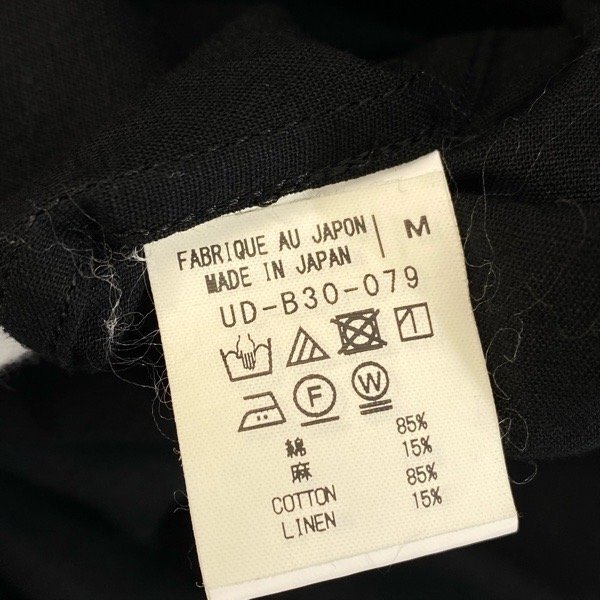 FABRIQUE AU JAPON | M
MADE IN JAPAN
UD-B30-079
F W
綿 85%
麻 15%
COTTON 85%
LINEN 15%